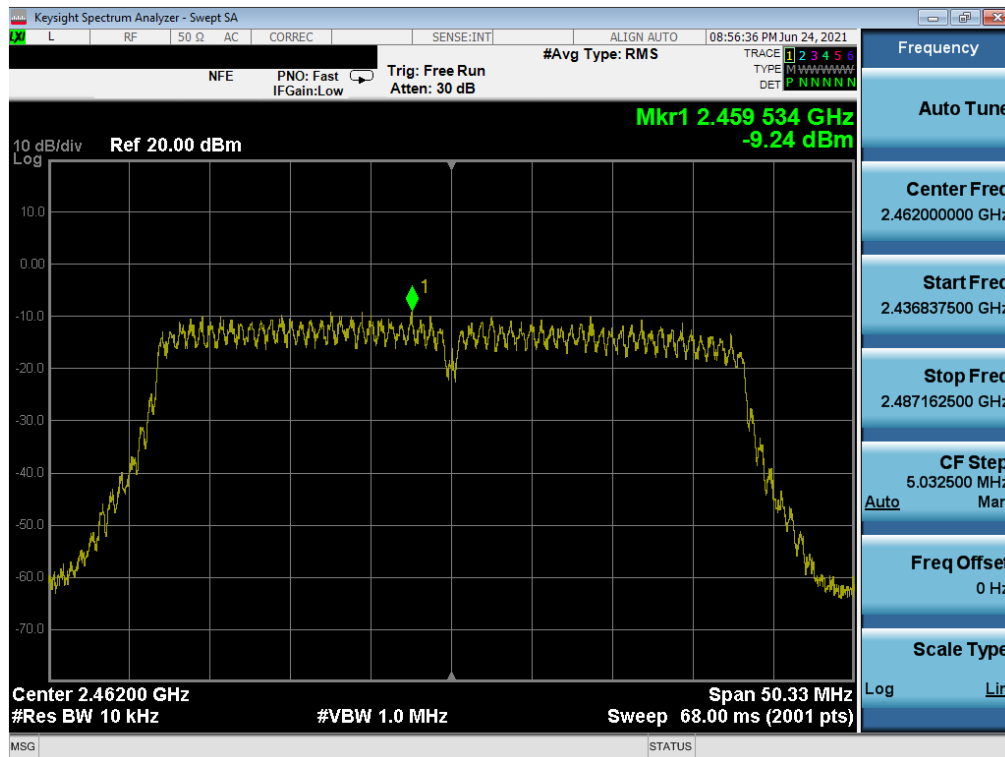 Keysight Spectrum Analyzer - Swept SA
LXI L RF 50 Ω AC CORREC SENSE:INT ALIGN AUTO 08:56:36 PM Jun 24, 2021
NFE PNO: Fast Trig: Free Run #Avg Type: RMS TRACE 1 2 3 4 5 6
IFGain:Low Atten: 30 dB TYPE M WWWWW
DET P N N N N N
Mkr1 2.459 534 GHz
-9.24 dBm
10 dB/div Ref 20.00 dBm
Log
1
10.0
0.00
-10.0
-20.0
-30.0
-40.0
-50.0
-60.0
-70.0
Center 2.46200 GHz Span 50.33 MHz
#Res BW 10 kHz #VBW 1.0 MHz Sweep 68.00 ms (2001 pts)
MSG STATUS
Frequency
Auto Tune
Center Freq
2.462000000 GHz
Start Freq
2.436837500 GHz
Stop Freq
2.487162500 GHz
CF Step
5.032500 MHz
Auto Man
Freq Offset
0 Hz
Scale Type
Log Lin